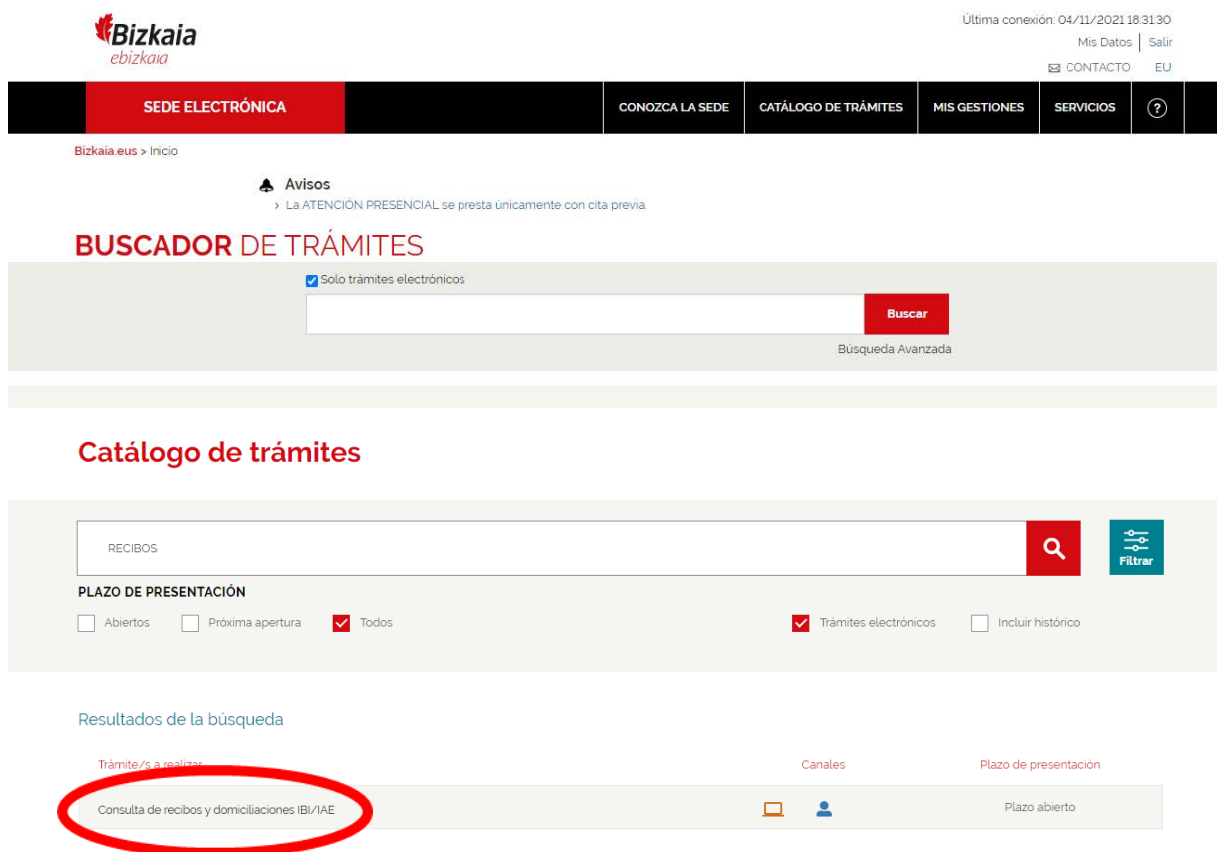 Bizkaia
ebizkaia
Última conexión: 04/11/2021 18:31:30
Mis Datos | Salir
CONTACTO EU
SEDE ELECTRÓNICA CONOZCA LA SEDE CATÁLOGO DE TRÁMITES MIS GESTIONES SERVICIOS ?
Bizkaia.eus > Inicio
Avisos
> La ATENCIÓN PRESENCIAL se presta únicamente con cita previa.
BUSCADOR DE TRÁMITES
Solo trámites electrónicos
Buscar
Búsqueda Avanzada
Catálogo de trámites
RECIBOS
Filtrar
PLAZO DE PRESENTACIÓN
Abiertos Próxima apertura Todos Trámites electrónicos Incluir histórico
Resultados de la búsqueda
Trámite/s a realizar Canales Plazo de presentación
Consulta de recibos y domiciliaciones IBI/IAE Plazo abierto